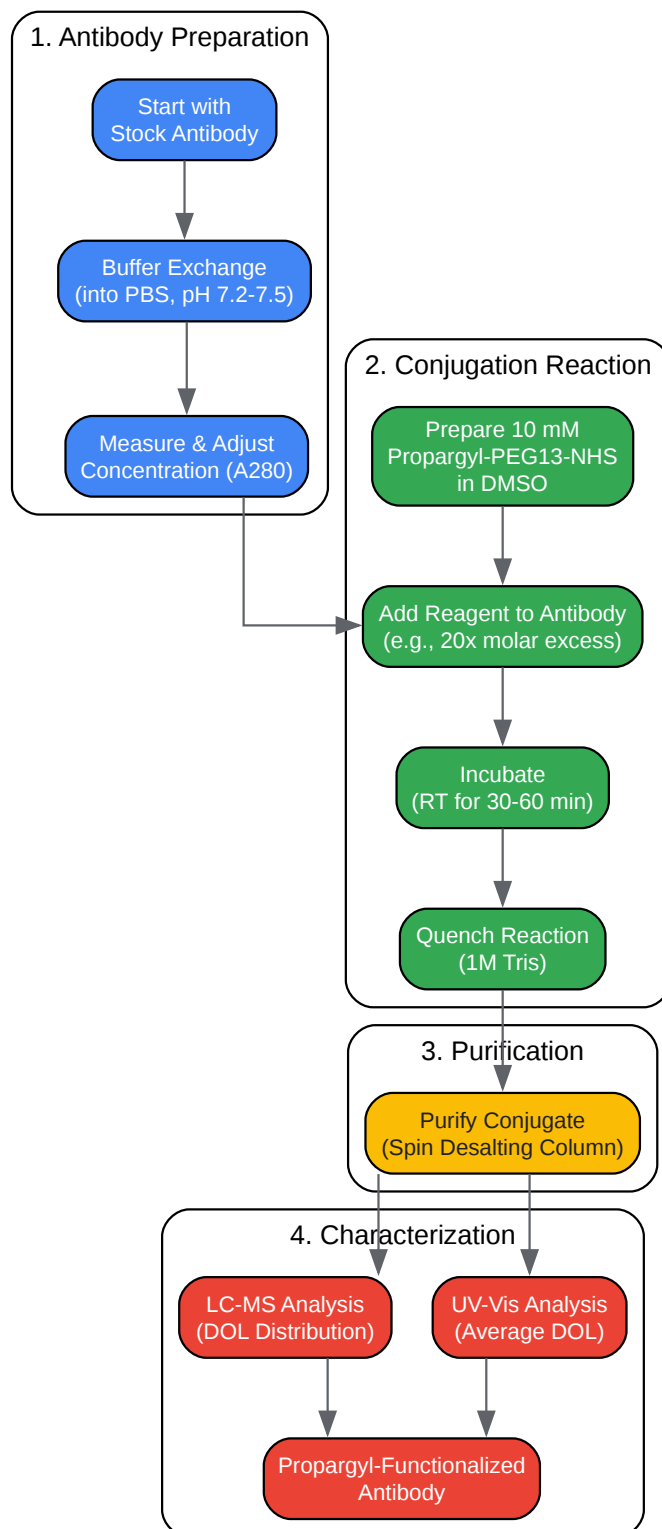 1. Antibody Preparation
Start with
Stock Antibody
Buffer Exchange
(into PBS, pH 7.2-7.5)
Measure & Adjust
Concentration (A280)
2. Conjugation Reaction
Prepare 10 mM
Propargyl-PEG13-NHS
in DMSO
Add Reagent to Antibody
(e.g., 20x molar excess)
Incubate
(RT for 30-60 min)
Quench Reaction
(1M Tris)
3. Purification
Purify Conjugate
(Spin Desalting Column)
4. Characterization
LC-MS Analysis
(DOL Distribution)
UV-Vis Analysis
(Average DOL)
Propargyl-Functionalized
Antibody